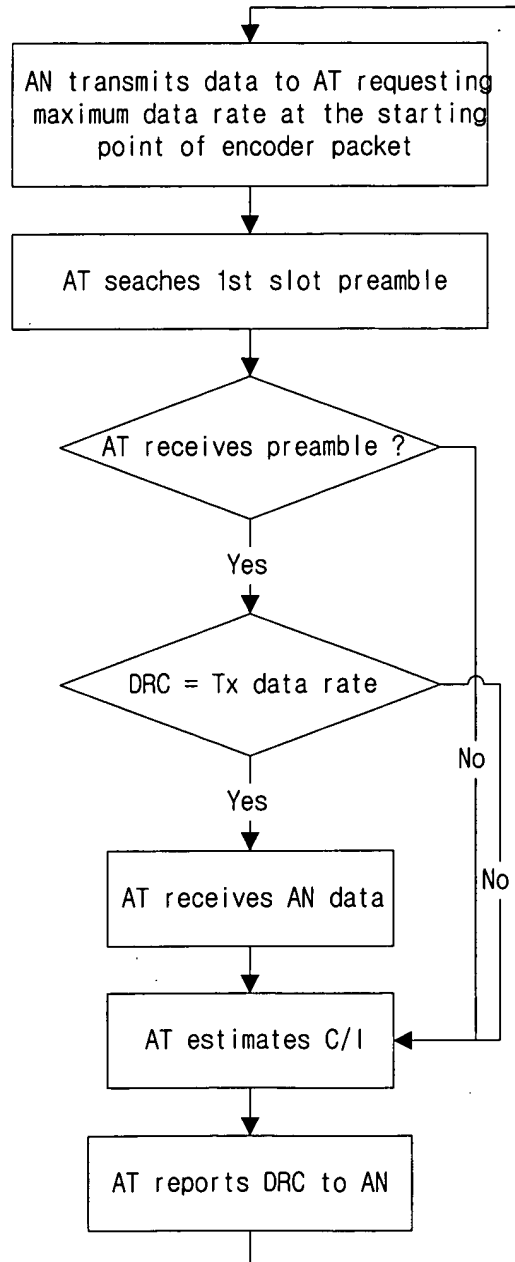 AN transmits data to AT requesting
maximum data rate at the starting
point of encoder packet
AT seaches 1st slot preamble
AT receives preamble ?
Yes
DRC = Tx data rate
No
Yes
No
AT receives AN data
AT estimates C/I
AT reports DRC to AN